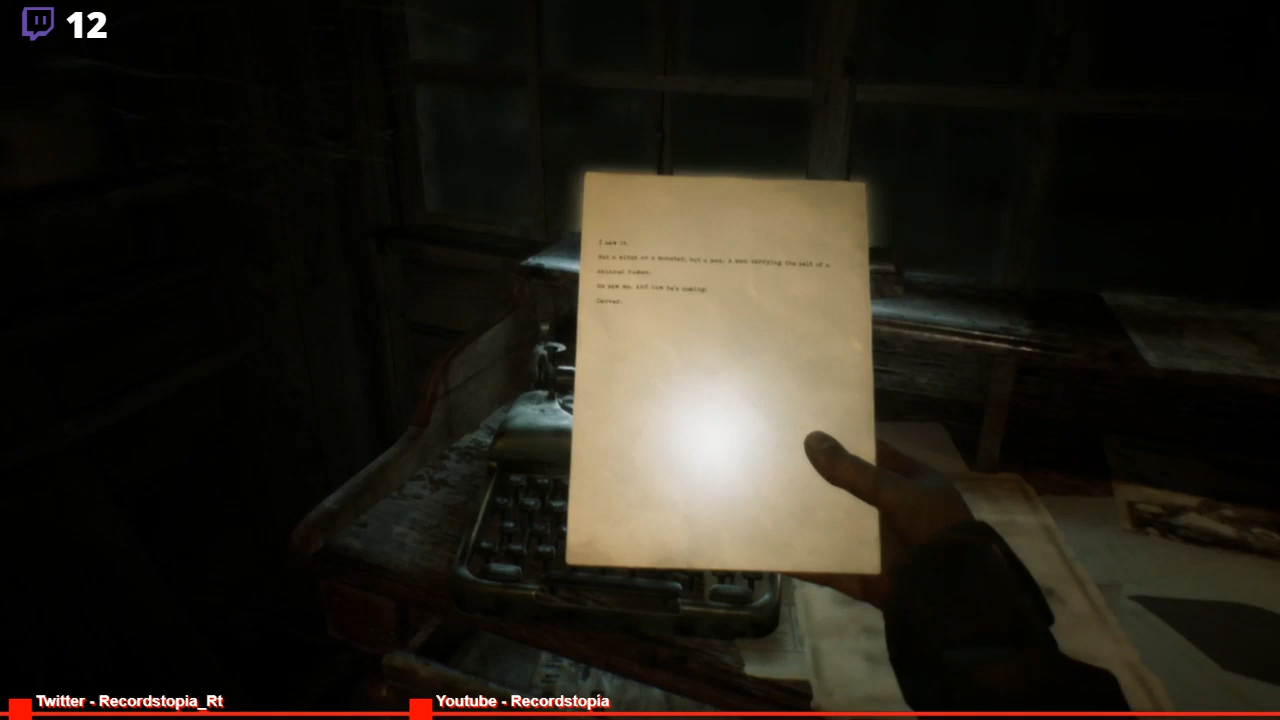 12
I saw it.
Not a witch or a monster, but a man. A man carrying the pelt of a
skinned human.
He saw me. And now he's coming.
Carver.
Twitter - Recordstopia_Rt
Youtube - Recordstopia